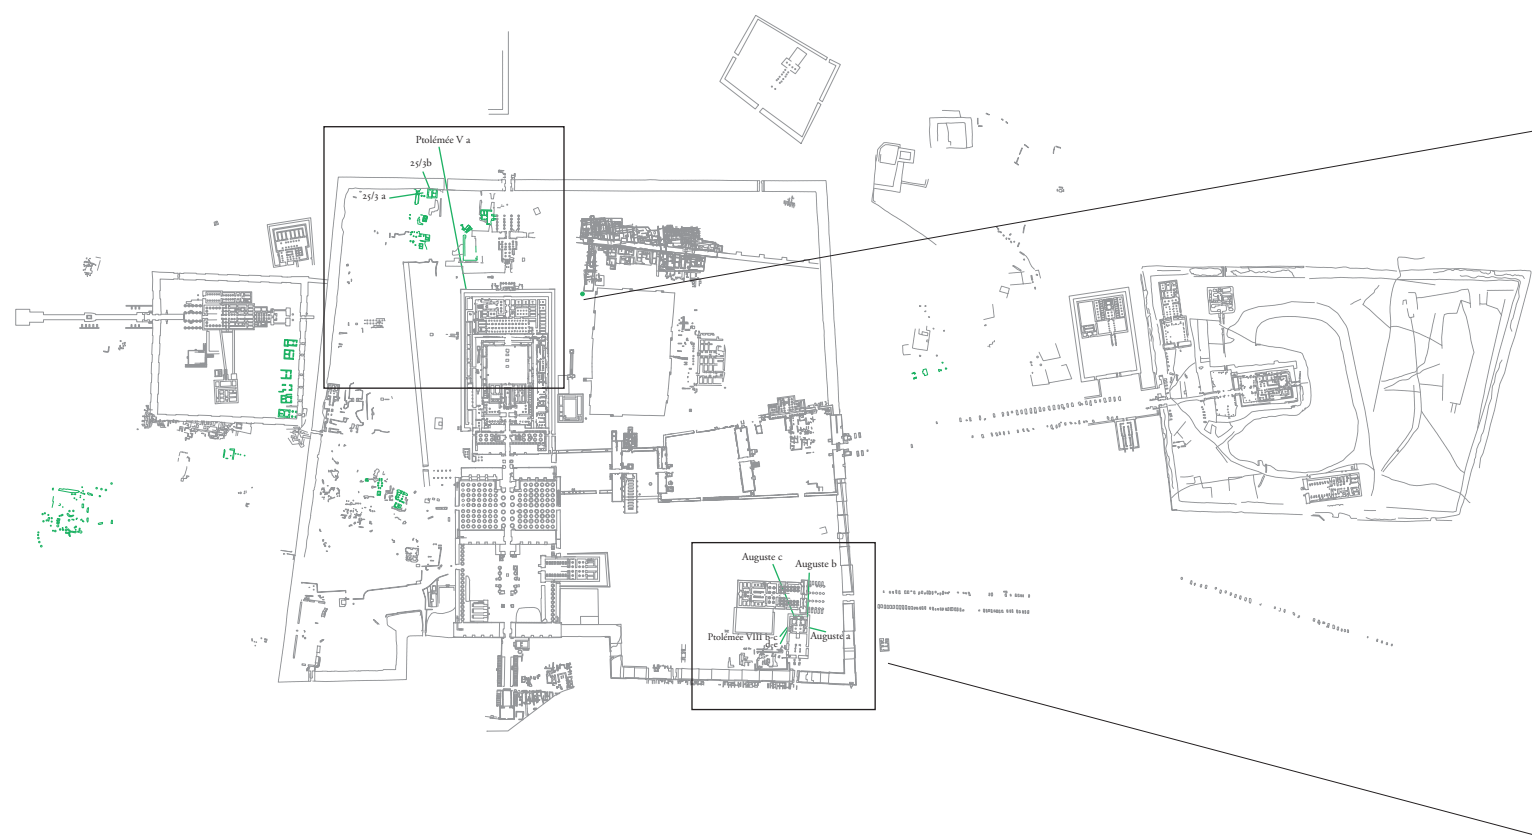 Ptolémée V a
25/3b
25/3 a
Auguste c
Auguste b
Ptolémée VIII b-c
d-e
Auguste a